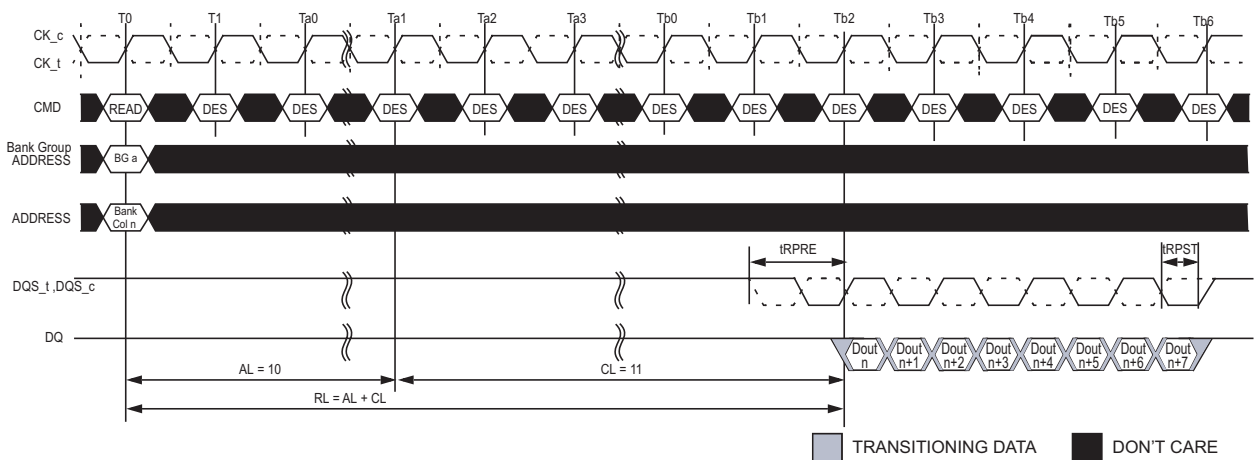 T0 T1 Ta0 Ta1 Ta2 Ta3 Tb0 Tb1 Tb2 Tb3 Tb4 Tb5 Tb6
CK_c
CK_t
CMD READ DES DES DES DES DES DES DES DES DES DES DES DES
Bank Group
ADDRESS BG a
ADDRESS Bank
Col n
tRPRE tRPST
DQS_t ,DQS_c
DQ Dout Dout Dout Dout Dout Dout Dout Dout
n n+1 n+2 n+3 n+4 n+5 n+6 n+7
AL = 10 CL = 11
RL = AL + CL
TRANSITIONING DATA DON'T CARE